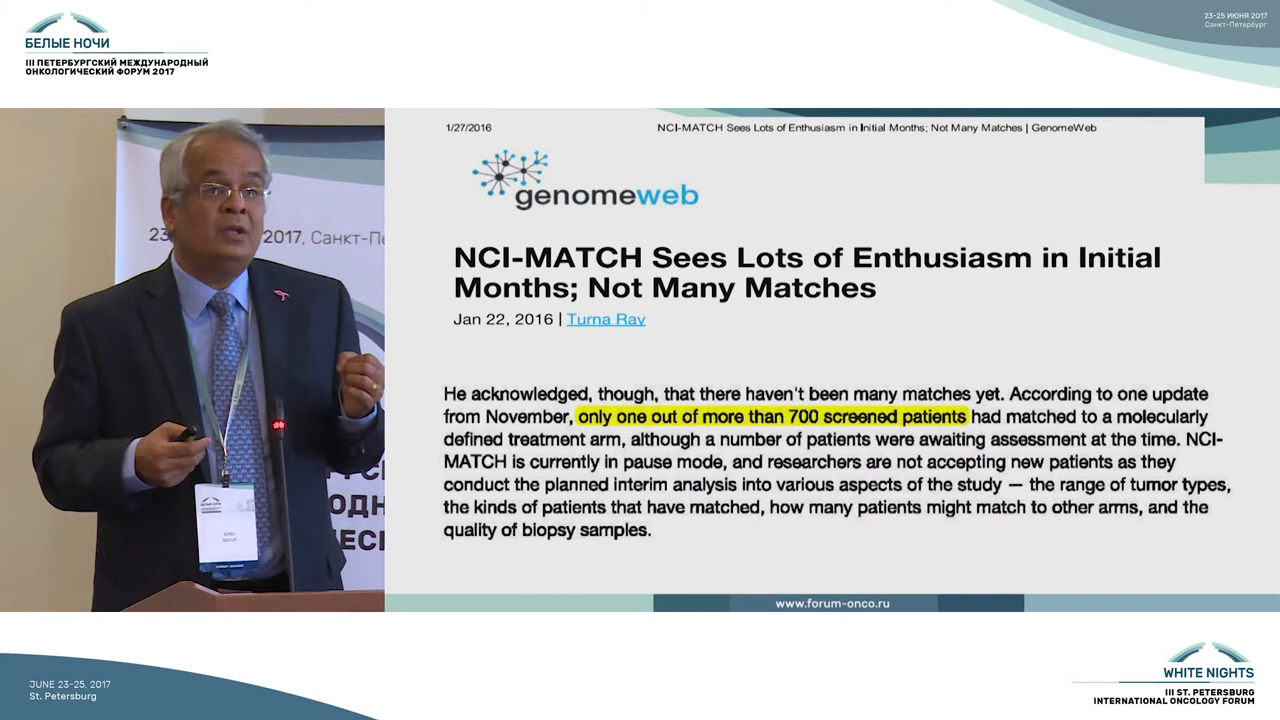 БЕЛЫЕ НОЧИ
III ПЕТЕРБУРГСКИЙ МЕЖДУНАРОДНЫЙ
ОНКОЛОГИЧЕСКИЙ ФОРУМ 2017
23-25 ИЮНЯ 2017
Санкт-Петербург
23
2017, Санкт-Пе
ОДН
ЕСК
1/27/2016
NCI-MATCH Sees Lots of Enthusiasm in Initial Months; Not Many Matches | GenomeWeb
genomeweb
NCI-MATCH Sees Lots of Enthusiasm in Initial
Months; Not Many Matches
Jan 22, 2016 | Turna Ray
He acknowledged, though, that there haven't been many matches yet. According to one update
from November, only one out of more than 700 screened patients had matched to a molecularly
defined treatment arm, although a number of patients were awaiting assessment at the time. NCI-
MATCH is currently in pause mode, and researchers are not accepting new patients as they
conduct the planned interim analysis into various aspects of the study — the range of tumor types,
the kinds of patients that have matched, how many patients might match to other arms, and the
quality of biopsy samples.
www.forum-onco.ru
JUNE 23-25, 2017
St. Petersburg
WHITE NIGHTS
III ST. PETERSBURG
INTERNATIONAL ONCOLOGY FORUM